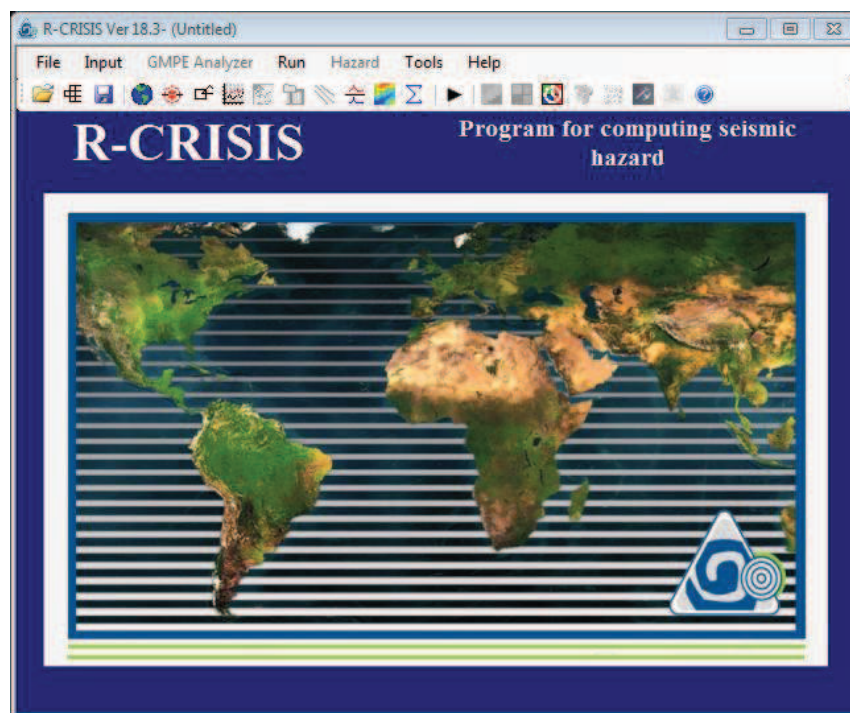 R-CRISIS Ver 18.3- (Untitled)
File Input GMPE Analyzer Run Hazard Tools Help
R-CRISIS
Program for computing seismic
hazard